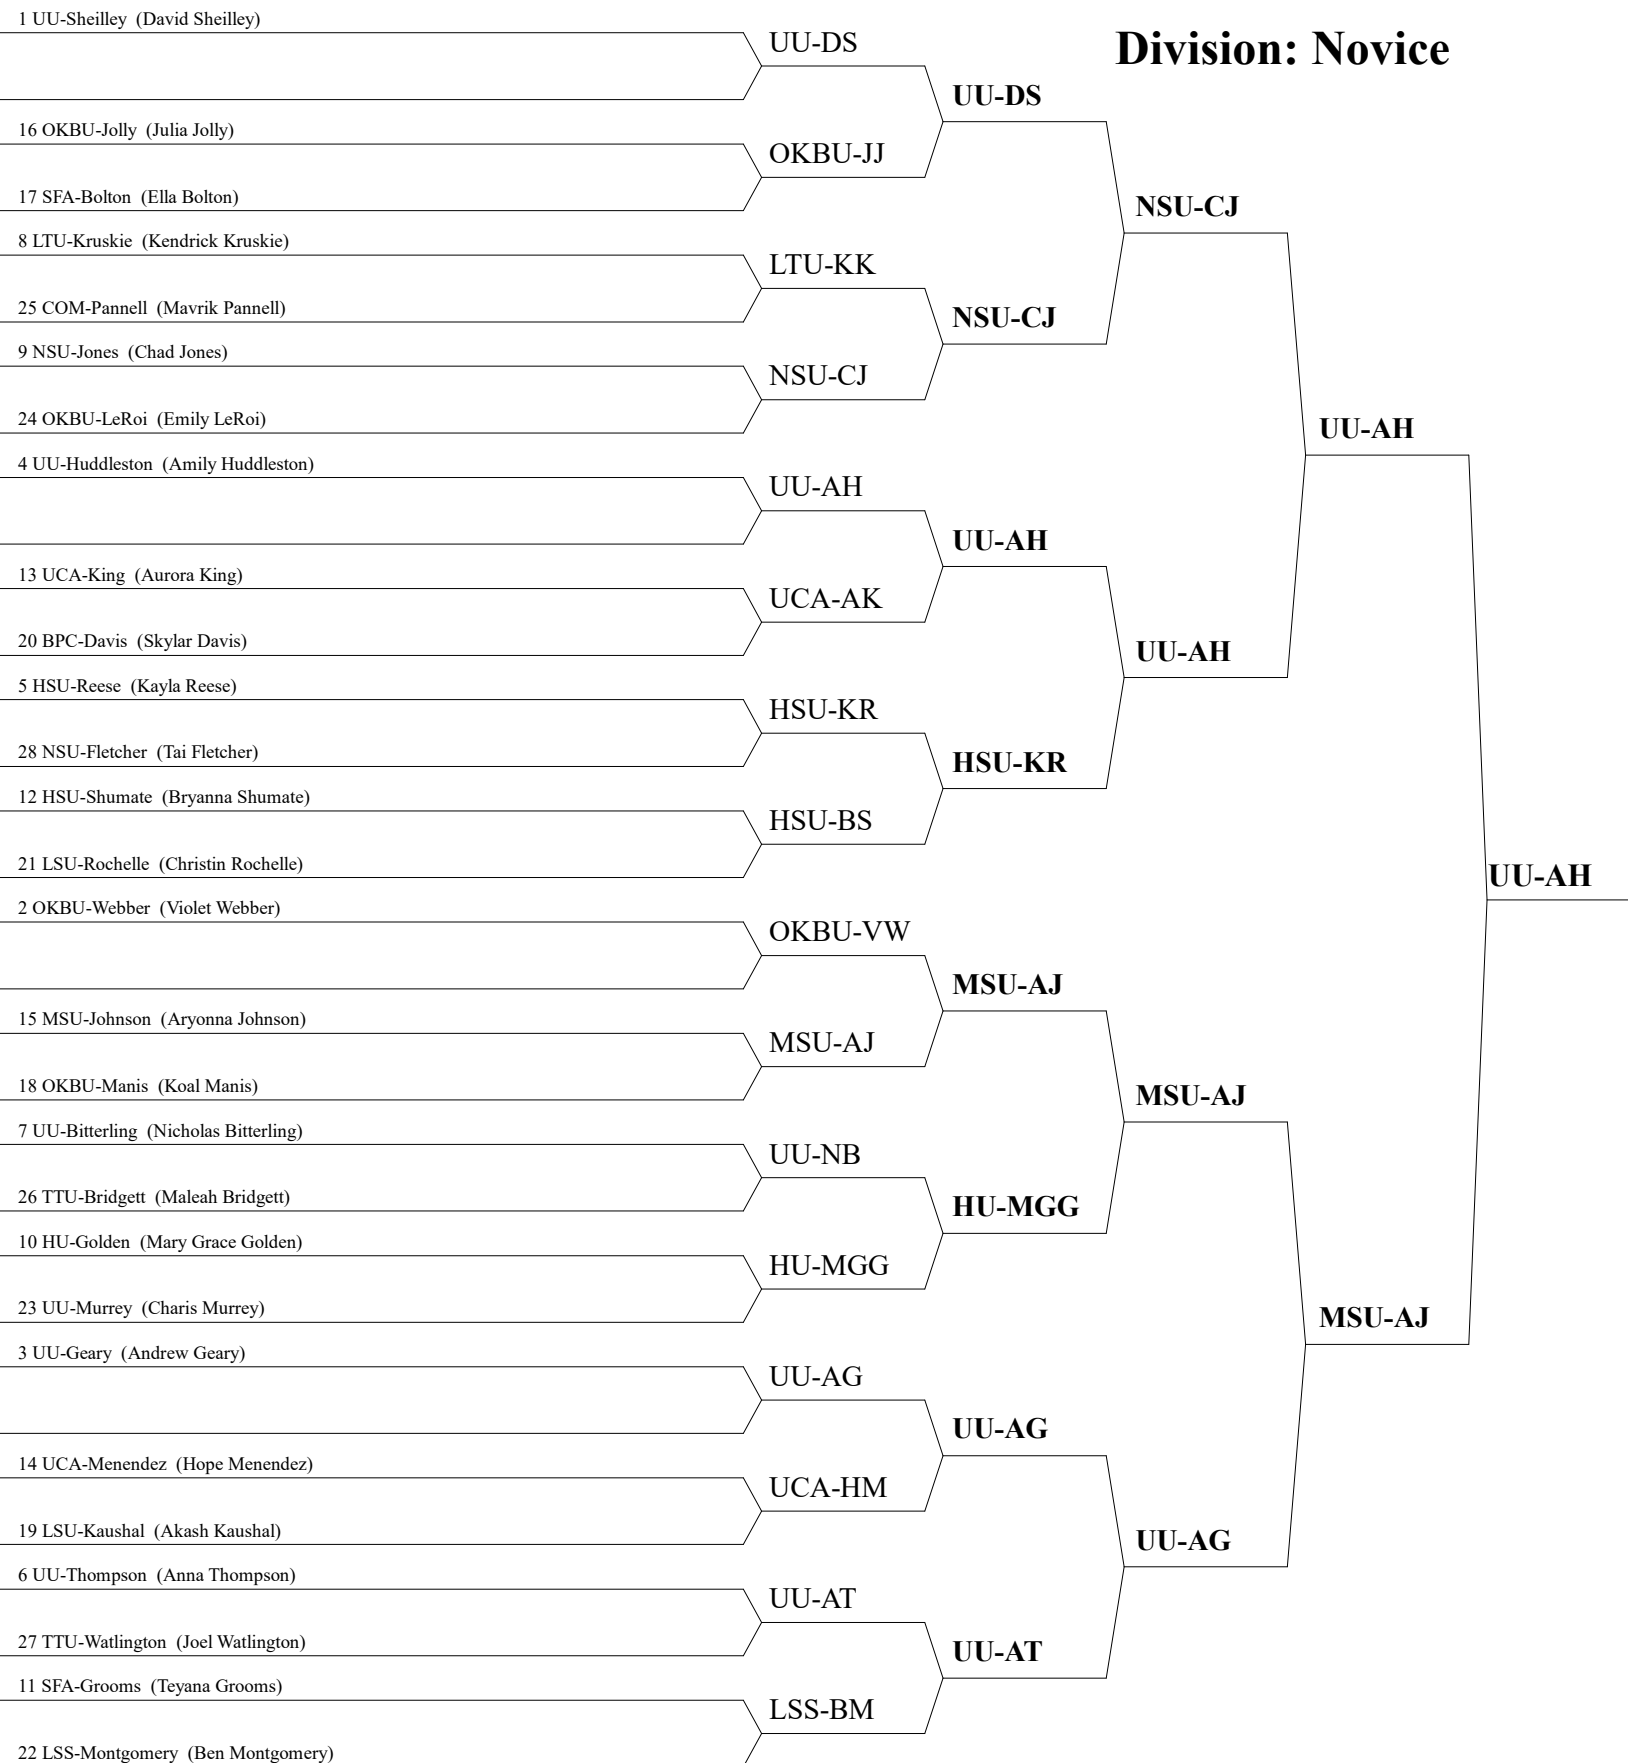 1 UU-Sheilley (David Sheilley)
UU-DS
Division: Novice
UU-DS
16 OKBU-Jolly (Julia Jolly)
OKBU-JJ
17 SFA-Bolton (Ella Bolton)
NSU-CJ
8 LTU-Kruskie (Kendrick Kruskie)
LTU-KK
25 COM-Pannell (Mavrik Pannell)
NSU-CJ
9 NSU-Jones (Chad Jones)
NSU-CJ
24 OKBU-LeRoi (Emily LeRoi)
UU-AH
4 UU-Huddleston (Amily Huddleston)
UU-AH
UU-AH
13 UCA-King (Aurora King)
UCA-AK
20 BPC-Davis (Skylar Davis)
UU-AH
5 HSU-Reese (Kayla Reese)
HSU-KR
28 NSU-Fletcher (Tai Fletcher)
HSU-KR
12 HSU-Shumate (Bryanna Shumate)
HSU-BS
21 LSU-Rochelle (Christin Rochelle)
UU-AH
2 OKBU-Webber (Violet Webber)
OKBU-VW
MSU-AJ
15 MSU-Johnson (Aryonna Johnson)
MSU-AJ
18 OKBU-Manis (Koal Manis)
MSU-AJ
7 UU-Bitterling (Nicholas Bitterling)
UU-NB
26 TTU-Bridgett (Maleah Bridgett)
HU-MGG
10 HU-Golden (Mary Grace Golden)
HU-MGG
23 UU-Murrey (Charis Murrey)
MSU-AJ
3 UU-Geary (Andrew Geary)
UU-AG
UU-AG
14 UCA-Menendez (Hope Menendez)
UCA-HM
19 LSU-Kaushal (Akash Kaushal)
UU-AG
6 UU-Thompson (Anna Thompson)
UU-AT
27 TTU-Watlington (Joel Watlington)
UU-AT
11 SFA-Grooms (Teyana Grooms)
LSS-BM
22 LSS-Montgomery (Ben Montgomery)